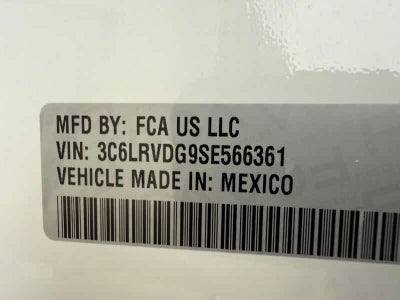 MFD BY: FCA US LLC
VIN: 3C6LRVDG9SE566361
VEHICLE MADE IN: MEXICO